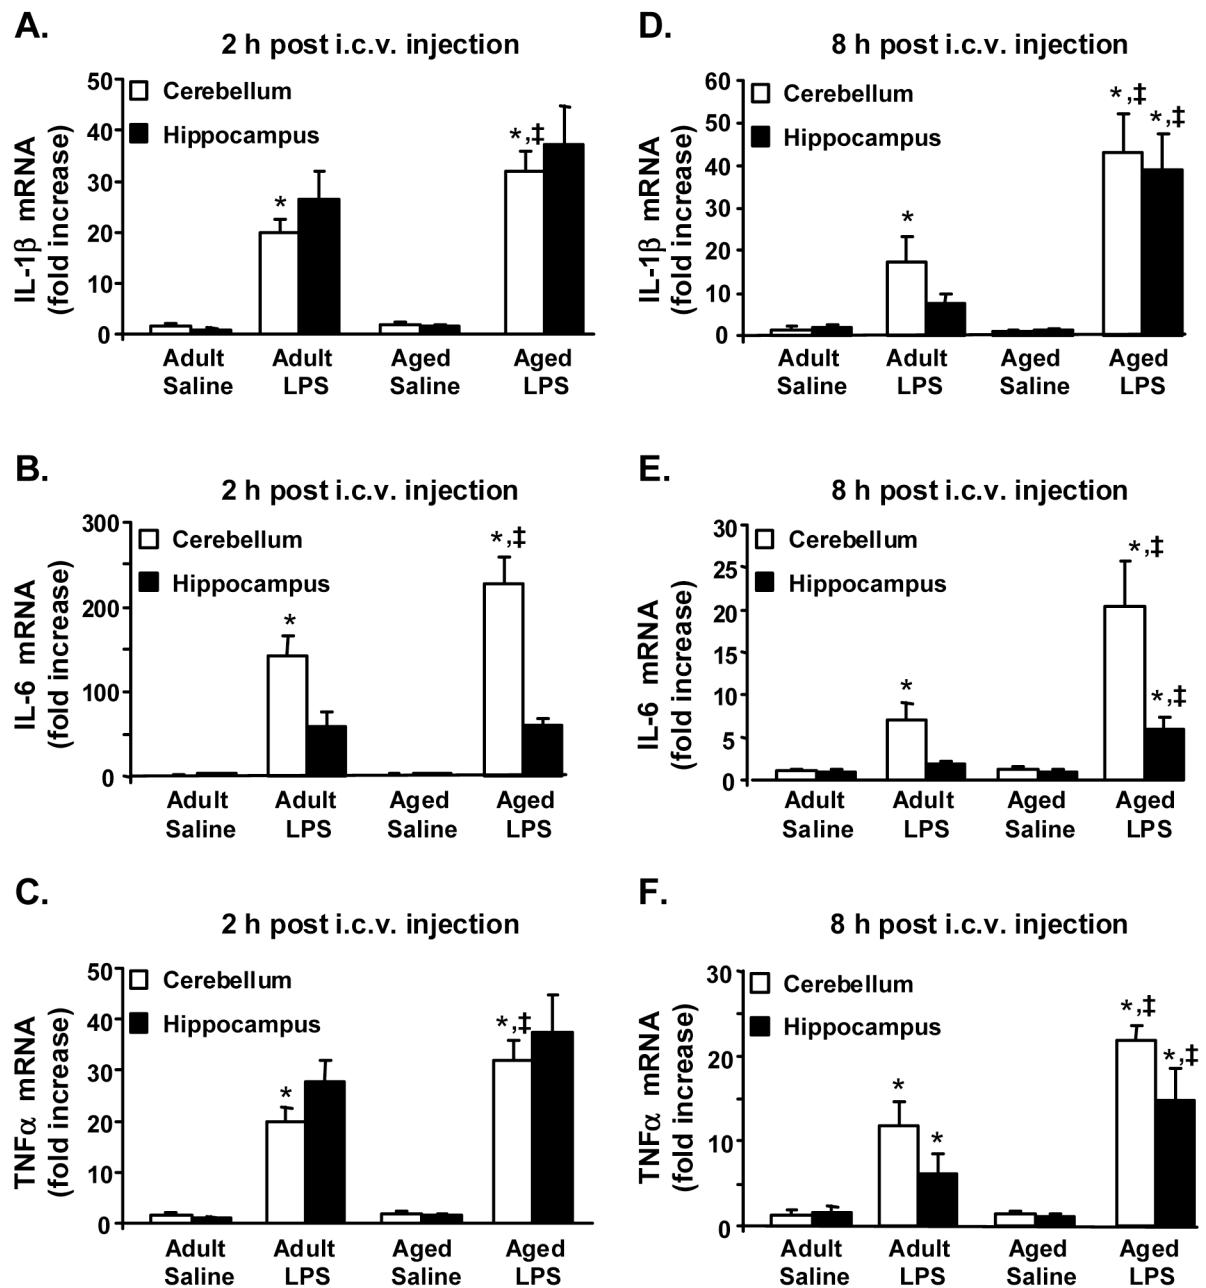 A.
2 h post i.c.v. injection
50
40
30
20
10
0
IL-1β mRNA
(fold increase)
Cerebellum
Hippocampus
*
*,‡
Adult Saline
Adult LPS
Aged Saline
Aged LPS
D.
8 h post i.c.v. injection
60
50
40
30
20
10
0
IL-1β mRNA
(fold increase)
Cerebellum
Hippocampus
*
*,‡
*,‡
Adult Saline
Adult LPS
Aged Saline
Aged LPS
B.
2 h post i.c.v. injection
300
200
100
0
IL-6 mRNA
(fold increase)
Cerebellum
Hippocampus
*
*,‡
Adult Saline
Adult LPS
Aged Saline
Aged LPS
E.
8 h post i.c.v. injection
30
25
20
15
10
5
0
IL-6 mRNA
(fold increase)
Cerebellum
Hippocampus
*
*,‡
*,‡
Adult Saline
Adult LPS
Aged Saline
Aged LPS
C.
2 h post i.c.v. injection
50
40
30
20
10
0
TNFα mRNA
(fold increase)
Cerebellum
Hippocampus
*
*,‡
Adult Saline
Adult LPS
Aged Saline
Aged LPS
F.
8 h post i.c.v. injection
30
20
10
0
TNFα mRNA
(fold increase)
Cerebellum
Hippocampus
*
*
*,‡
*,‡
Adult Saline
Adult LPS
Aged Saline
Aged LPS